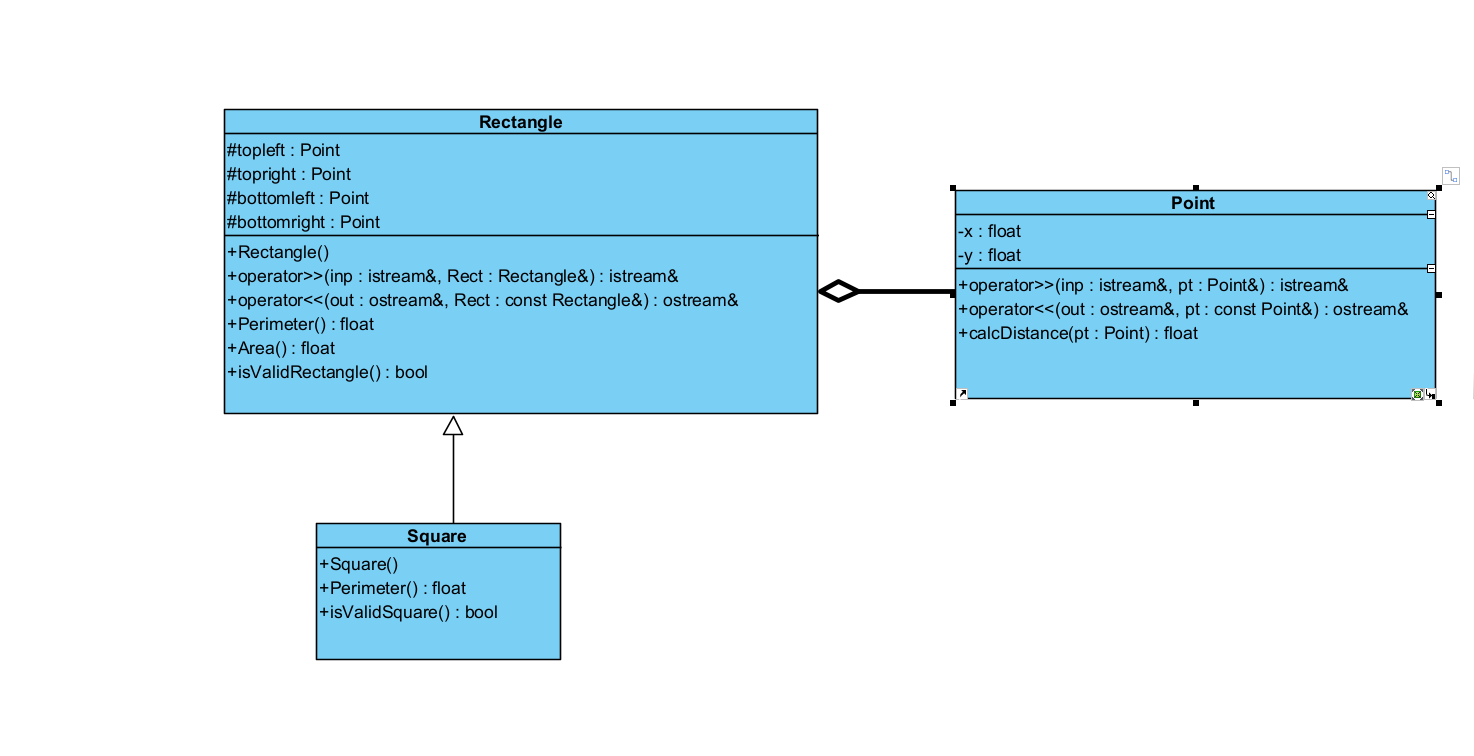 Rectangle
#topleft : Point
#topright : Point
#bottomleft : Point
#bottomright : Point
+Rectangle()
+operator>>(inp : istream&, Rect : Rectangle&) : istream&
+operator<<(out : ostream&, Rect : const Rectangle&) : ostream&
+Perimeter() : float
+Area() : float
+isValidRectangle() : bool
Point
-x : float
-y : float
+operator>>(inp : istream&, pt : Point&) : istream&
+operator<<(out : ostream&, pt : const Point&) : ostream&
+calcDistance(pt : Point) : float
Square
+Square()
+Perimeter() : float
+isValidSquare() : bool